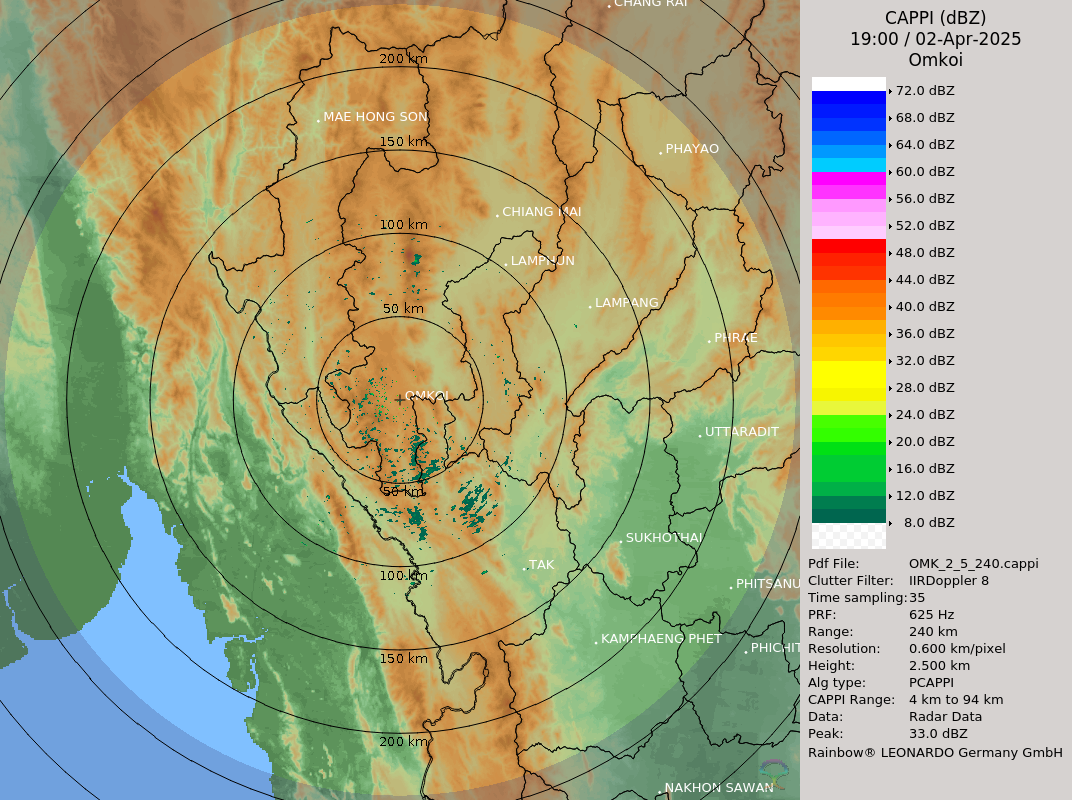 CHANG RAI
200 km
MAE HONG SON
150 km
PHAYAO
CHIANG MAI
100 km
LAMPHUN
LAMPANG
50 km
PHRAE
OMKOI
UTTARADIT
50 km
SUKHOTHAI
TAK
100 km
PHITSANU
KAMPHAENG PHET
PHICHIT
150 km
200 km
NAKHON SAWAN
CAPPI (dBZ)
19:00 / 02-Apr-2025
Omkoi
72.0 dBZ
68.0 dBZ
64.0 dBZ
60.0 dBZ
56.0 dBZ
52.0 dBZ
48.0 dBZ
44.0 dBZ
40.0 dBZ
36.0 dBZ
32.0 dBZ
28.0 dBZ
24.0 dBZ
20.0 dBZ
16.0 dBZ
12.0 dBZ
8.0 dBZ
Pdf File: OMK_2_5_240.cappi
Clutter Filter: IIRDoppler 8
Time sampling: 35
PRF: 625 Hz
Range: 240 km
Resolution: 0.600 km/pixel
Height: 2.500 km
Alg type: PCAPPI
CAPPI Range: 4 km to 94 km
Data: Radar Data
Peak: 33.0 dBZ
Rainbow® LEONARDO Germany GmbH